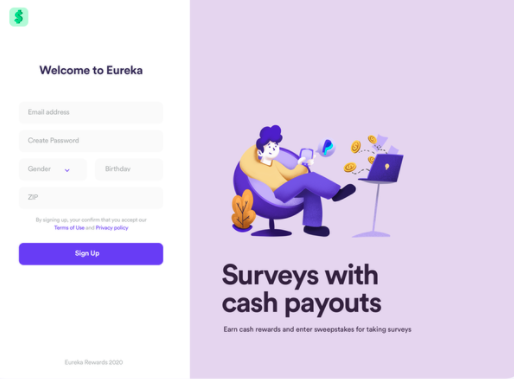 Welcome to Eureka
Email address
Create Password
Gender
Birthday
ZIP
By signing up, your confirm that you accept our
Terms of Use and Privacy policy
Sign Up
Eureka Rewards 2020
Surveys with
cash payouts
Earn cash rewards and enter sweepstakes for taking surveys